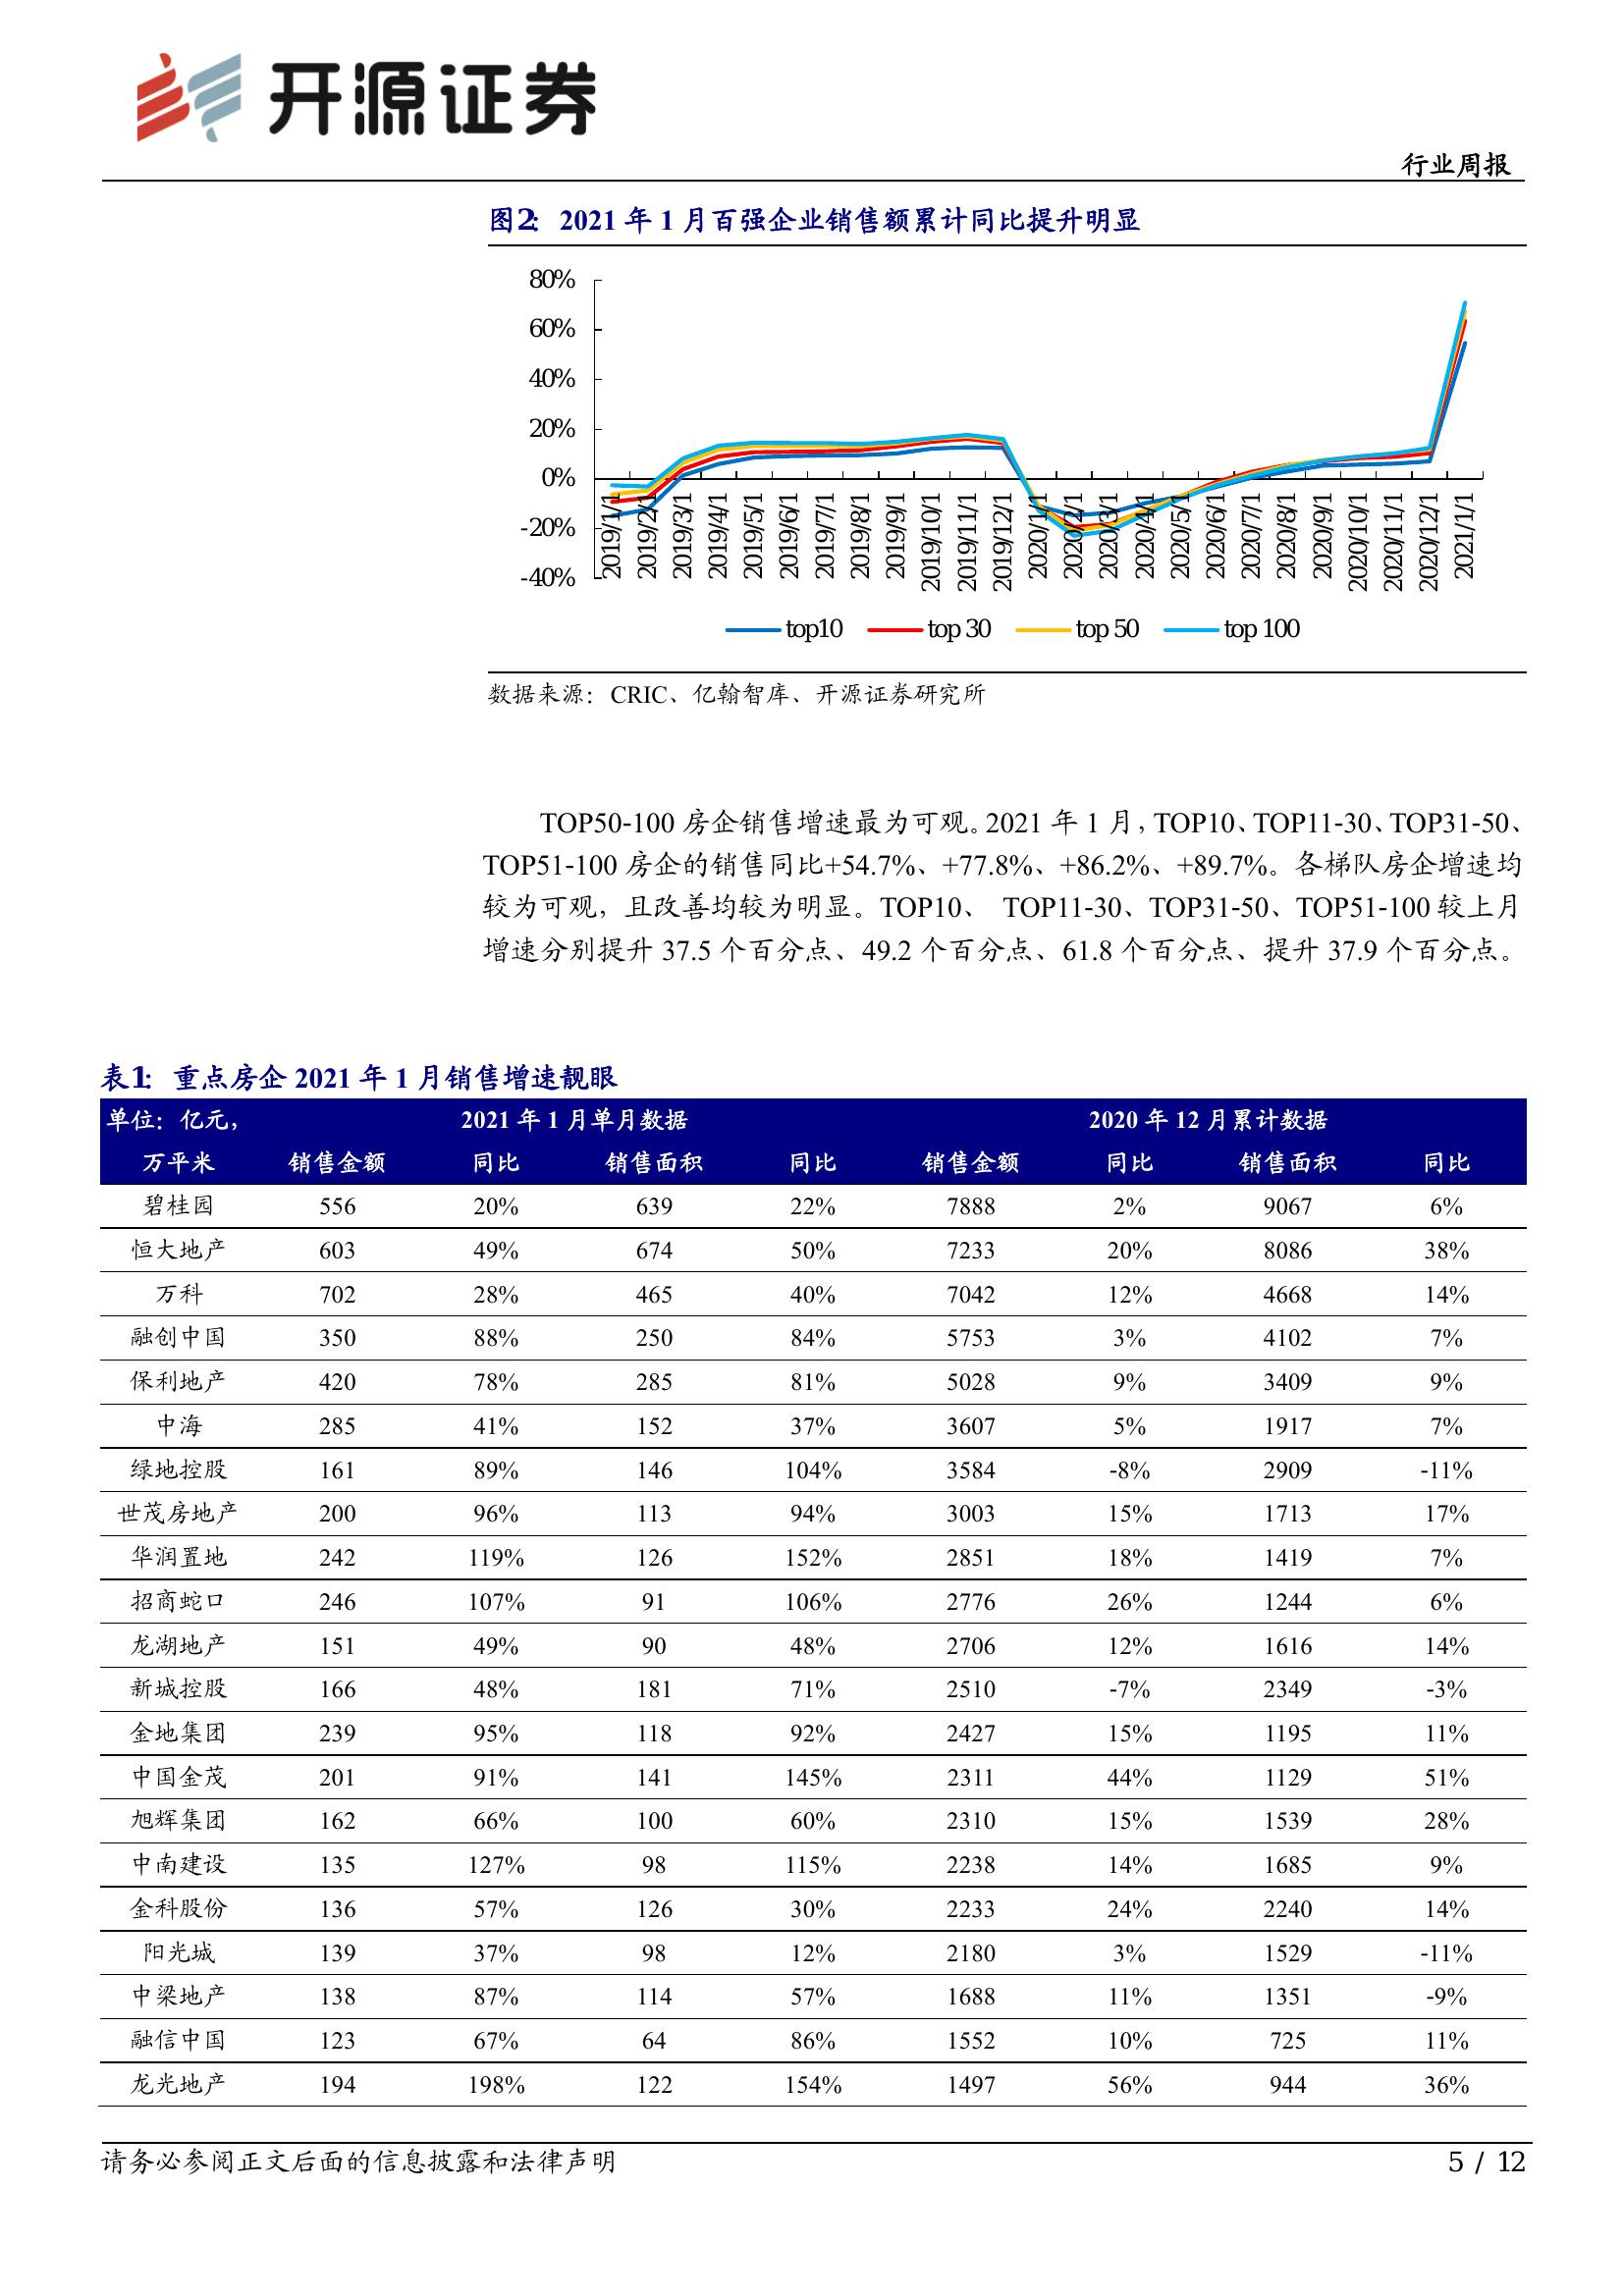 开源证券
行业周报
图2: 2021 年 1 月百强企业销售额累计同比提升明显
80%
60%
40%
20%
0%
-20%
-40%
2019/1/1 2019/2/1 2019/3/1 2019/4/1 2019/5/1 2019/6/1 2019/7/1 2019/8/1 2019/9/1 2019/10/1 2019/11/1 2019/12/1 2020/1/1 2020/2/1 2020/3/1 2020/4/1 2020/5/1 2020/6/1 2020/7/1 2020/8/1 2020/9/1 2020/10/1 2020/11/1 2020/12/1 2021/1/1
top10 top 30 top 50 top 100
数据来源：CRIC、亿翰智库、开源证券研究所
TOP50-100 房企销售增速最为可观。2021 年 1 月，TOP10、TOP11-30、TOP31-50、
TOP51-100 房企的销售同比+54.7%、+77.8%、+86.2%、+89.7%。各梯队房企增速均
较为可观，且改善均较为明显。TOP10、 TOP11-30、TOP31-50、TOP51-100 较上月
增速分别提升 37.5 个百分点、49.2 个百分点、61.8 个百分点、提升 37.9 个百分点。
表1: 重点房企 2021 年 1 月销售增速靓眼
单位：亿元， 2021 年 1 月单月数据 2020 年 12 月累计数据
万平米 销售金额 同比 销售面积 同比 销售金额 同比 销售面积 同比
碧桂园 556 20% 639 22% 7888 2% 9067 6%
恒大地产 603 49% 674 50% 7233 20% 8086 38%
万科 702 28% 465 40% 7042 12% 4668 14%
融创中国 350 88% 250 84% 5753 3% 4102 7%
保利地产 420 78% 285 81% 5028 9% 3409 9%
中海 285 41% 152 37% 3607 5% 1917 7%
绿地控股 161 89% 146 104% 3584 -8% 2909 -11%
世茂房地产 200 96% 113 94% 3003 15% 1713 17%
华润置地 242 119% 126 152% 2851 18% 1419 7%
招商蛇口 246 107% 91 106% 2776 26% 1244 6%
龙湖地产 151 49% 90 48% 2706 12% 1616 14%
新城控股 166 48% 181 71% 2510 -7% 2349 -3%
金地集团 239 95% 118 92% 2427 15% 1195 11%
中国金茂 201 91% 141 145% 2311 44% 1129 51%
旭辉集团 162 66% 100 60% 2310 15% 1539 28%
中南建设 135 127% 98 115% 2238 14% 1685 9%
金科股份 136 57% 126 30% 2233 24% 2240 14%
阳光城 139 37% 98 12% 2180 3% 1529 -11%
中梁地产 138 87% 114 57% 1688 11% 1351 -9%
融信中国 123 67% 64 86% 1552 10% 725 11%
龙光地产 194 198% 122 154% 1497 56% 944 36%
请务必参阅正文后面的信息披露和法律声明 5 / 12